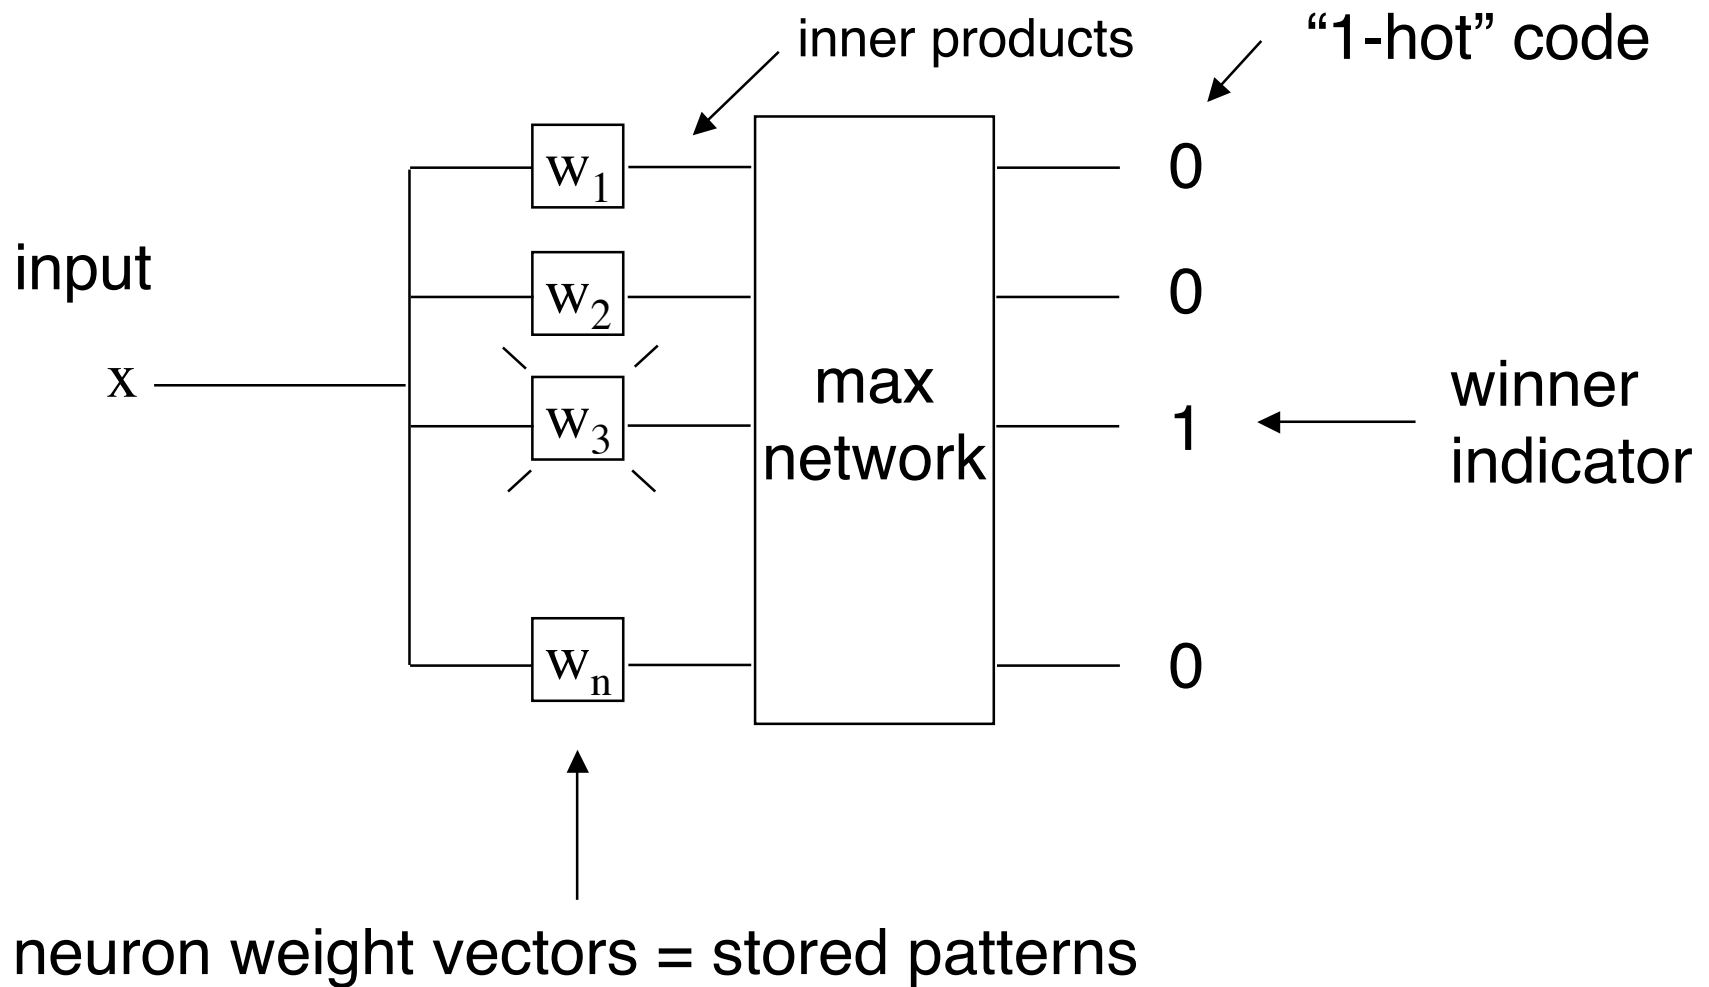 inner products
“1-hot” code
w1
0
input
w2
0
x
w3
max
network
1
winner
indicator
wn
0
neuron weight vectors = stored patterns